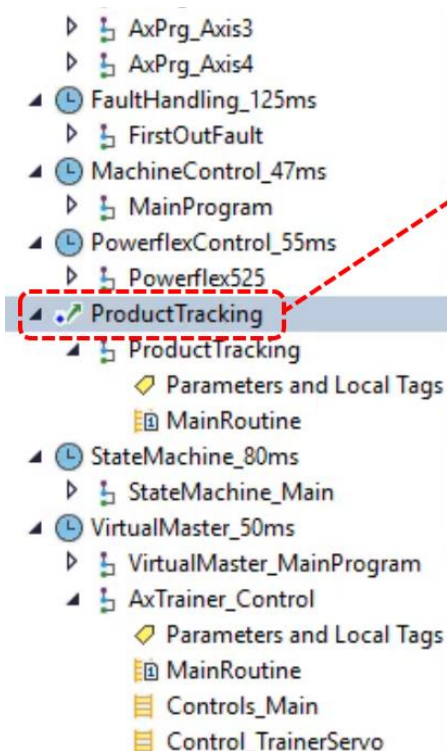 AxPrg_Axis3
AxPrg_Axis4
FaultHandling_125ms
FirstOutFault
MachineControl_47ms
MainProgram
PowerflexControl_55ms
Powerflex525
ProductTracking
ProductTracking
Parameters and Local Tags
MainRoutine
StateMachine_80ms
StateMachine_Main
VirtualMaster_50ms
VirtualMaster_MainProgram
AxTrainer_Control
Parameters and Local Tags
MainRoutine
Controls_Main
Control_TrainerServo